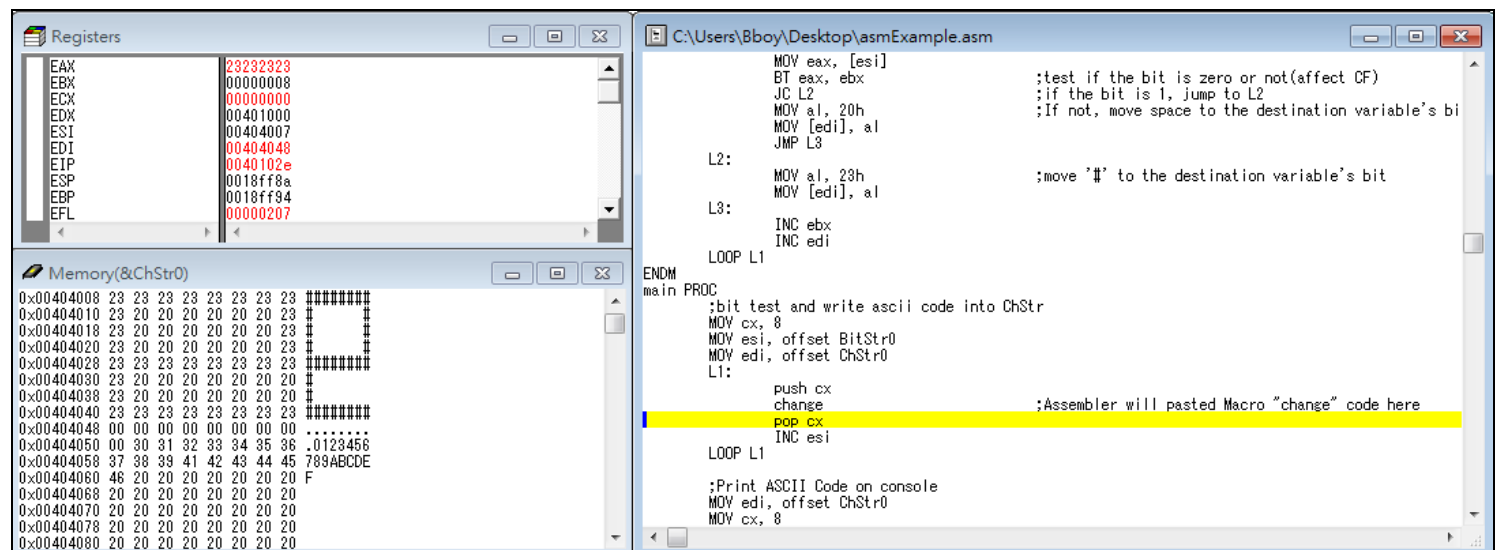 Registers
EAX 23232323
EBX 00000008
ECX 00000000
EDX 00401000
ESI 00404007
EDI 00404048
EIP 0040102e
ESP 0018ff8a
EBP 0018ff94
EFL 00000207
Memory(&ChStr0)
0x00404008 23 23 23 23 23 23 23 23 ########
0x00404010 23 20 20 20 20 20 20 23 #      #
0x00404018 23 20 20 20 20 20 20 23 #      #
0x00404020 23 20 20 20 20 20 20 23 #      #
0x00404028 23 23 23 23 23 23 23 23 ########
0x00404030 23 20 20 20 20 20 20 20 #
0x00404038 23 20 20 20 20 20 20 20 #
0x00404040 23 23 23 23 23 23 23 23 ########
0x00404048 00 00 00 00 00 00 00 00 ........
0x00404050 00 30 31 32 33 34 35 36 .0123456
0x00404058 37 38 39 41 42 43 44 45 789ABCDE
0x00404060 46 20 20 20 20 20 20 20 F
0x00404068 20 20 20 20 20 20 20 20
0x00404070 20 20 20 20 20 20 20 20
0x00404078 20 20 20 20 20 20 20 20
0x00404080 20 20 20 20 20 20 20 20
C:\Users\Bboy\Desktop\asmExample.asm
MOV eax, [esi]
BT eax, ebx ;test if the bit is zero or not(affect CF)
JC L2 ;if the bit is 1, jump to L2
MOV al, 20h ;If not, move space to the destination variable's bi
MOV [edi], al
JMP L3
L2:
MOV al, 23h ;move '#' to the destination variable's bit
MOV [edi], al
L3:
INC ebx
INC edi
LOOP L1
ENDM
main PROC
;bit test and write ascii code into ChStr
MOV cx, 8
MOV esi, offset BitStr0
MOV edi, offset ChStr0
L1:
push cx
change ;Assembler will pasted Macro "change" code here
pop cx
INC esi
LOOP L1
;Print ASCII Code on console
MOV edi, offset ChStr0
MOV cx, 8